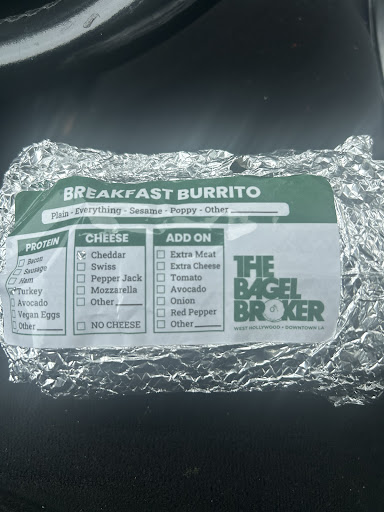 BREAKFAST BURRITO
Plain - Everything - Sesame - Poppy - Other
PROTEIN
Bacon
Sausage
Ham
Turkey
Avocado
Vegan Eggs
Other
CHEESE
Cheddar
Swiss
Pepper Jack
Mozzarella
Other
NO CHEESE
ADD ON
Extra Meat
Extra Cheese
Tomato
Avocado
Onion
Red Pepper
Other
THE
BAGEL
BROKER
WEST HOLLYWOOD • DOWNTOWN LA